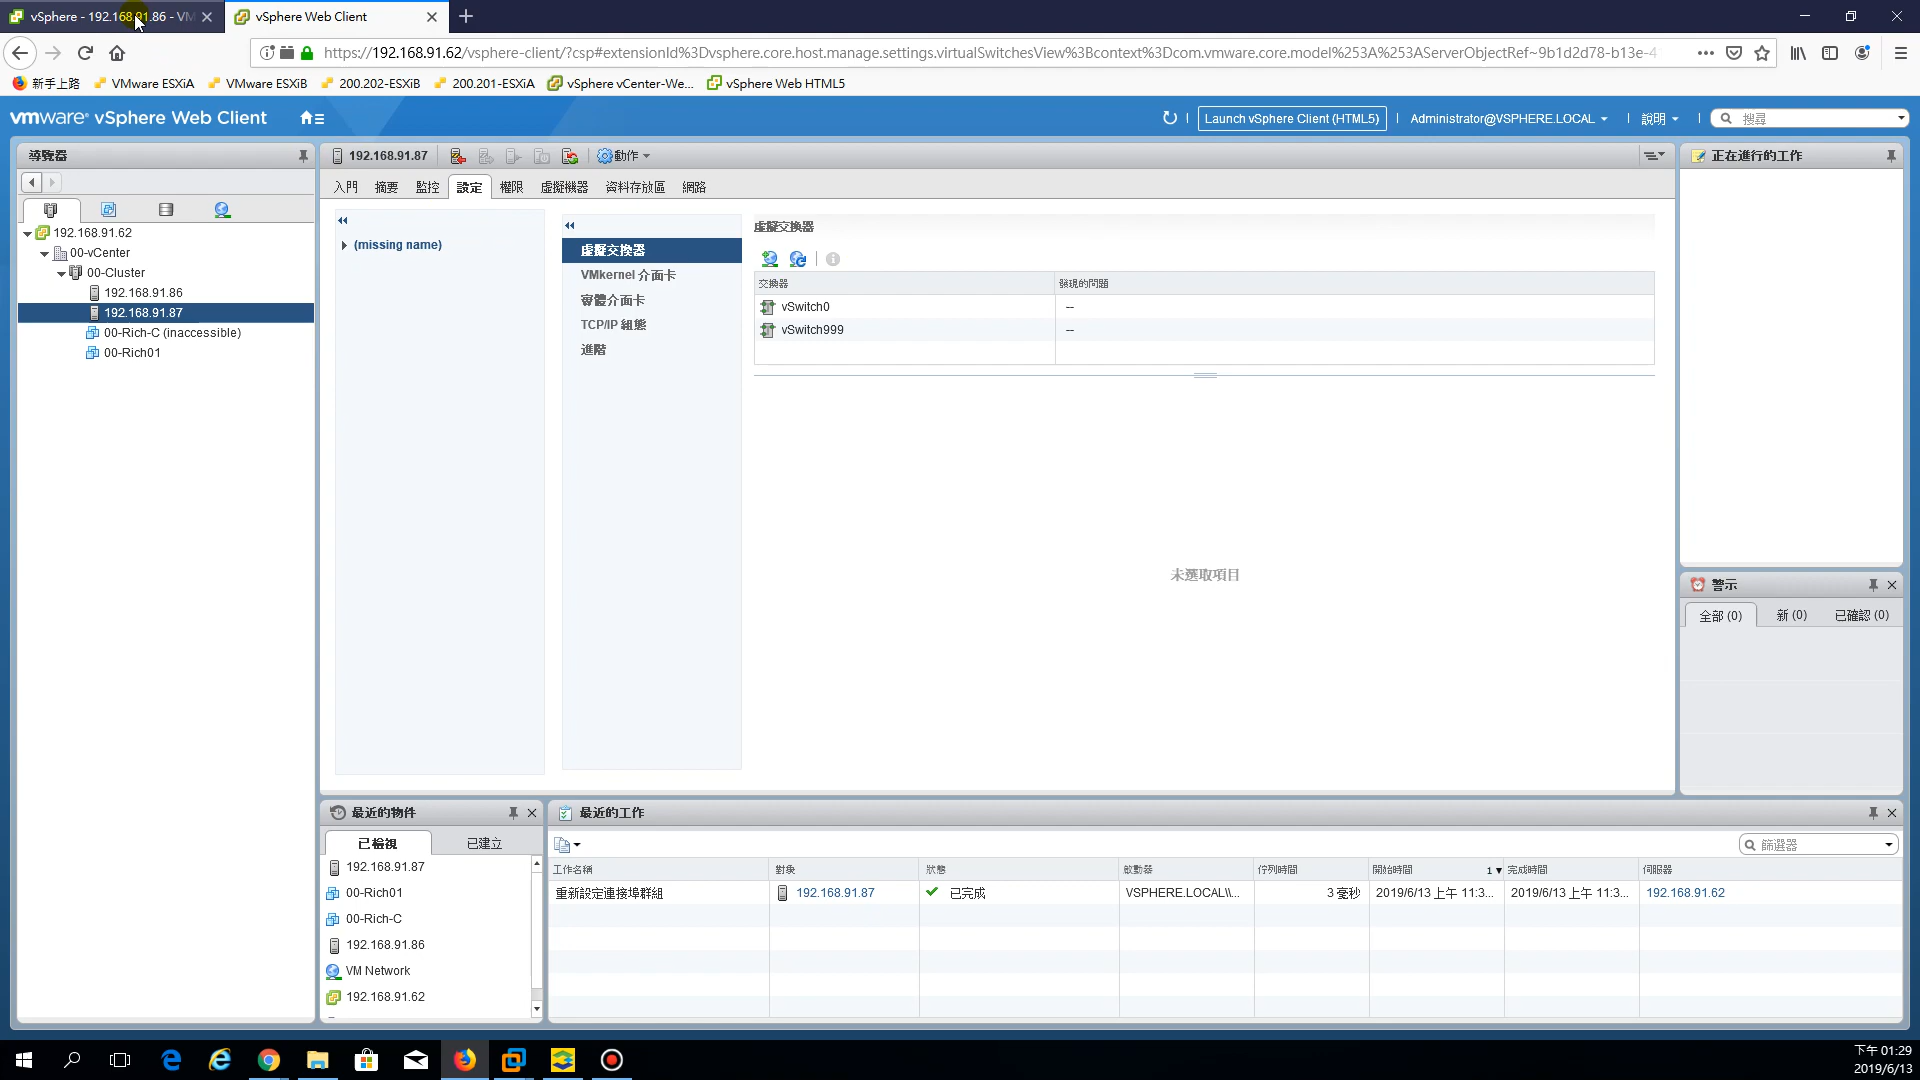 vSphere - 192.168.91.86 - VM
vSphere Web Client
https://192.168.91.62/vsphere-client/?csp#extensionId%3Dvsphere.core.host.manage.settings.virtualSwitchesView%3Bcontext%3Dcom.vmware.core.model%253A%253AServerObjectRef~9b1d2d78-b13e-4
新手上路
VMware ESXiA
VMware ESXiB
200.202-ESXiB
200.201-ESXiA
vSphere vCenter-We...
vSphere Web HTML5
vmware® vSphere Web Client
Launch vSphere Client (HTML5)
Administrator@VSPHERE.LOCAL
說明
搜尋
導覽器
192.168.91.62
00-vCenter
00-Cluster
192.168.91.86
192.168.91.87
00-Rich-C (inaccessible)
00-Rich01
192.168.91.87
動作
入門 摘要 監控 設定 權限 虛擬機器 資料存放區 網路
(missing name)
虛擬交換器
VMkernel 介面卡
實體介面卡
TCP/IP 組態
進階
虛擬交換器
交換器 發現的問題
vSwitch0 --
vSwitch999 --
未選取項目
正在進行的工作
警示
全部 (0) 新 (0) 已確認 (0)
最近的物件
已檢視 已建立
192.168.91.87
00-Rich01
00-Rich-C
192.168.91.86
VM Network
192.168.91.62
最近的工作
篩選器
工作名稱 對象 狀態 啟動器 佇列時間 開始時間 1 完成時間 伺服器
重新設定連接埠群組 192.168.91.87 已完成 VSPHERE.LOCAL\\... 3 毫秒 2019/6/13 上午 11:3... 2019/6/13 上午 11:3... 192.168.91.62
下午 01:29
2019/6/13